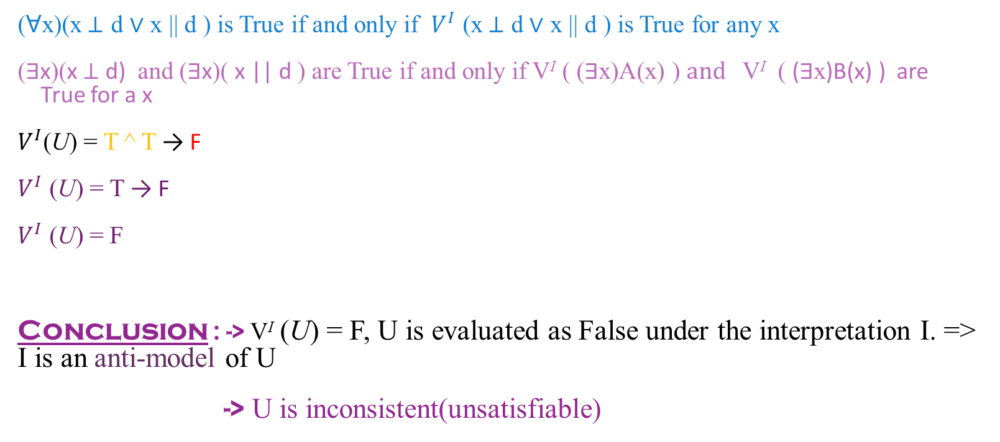 (∀x)(x ⊥ d ∨ x || d ) is True if and only if V^I (x ⊥ d ∨ x || d ) is True for any x
(∃x)(x ⊥ d) and (∃x)( x || d ) are True if and only if V^I ( (∃x)A(x) ) and V^I ( (∃x)B(x) ) are
True for a x
V^I(U) = T ^ T → F
V^I (U) = T → F
V^I (U) = F
CONCLUSION:-> V^I (U) = F, U is evaluated as False under the interpretation I. =>
I is an anti-model of U
-> U is inconsistent(unsatisfiable)